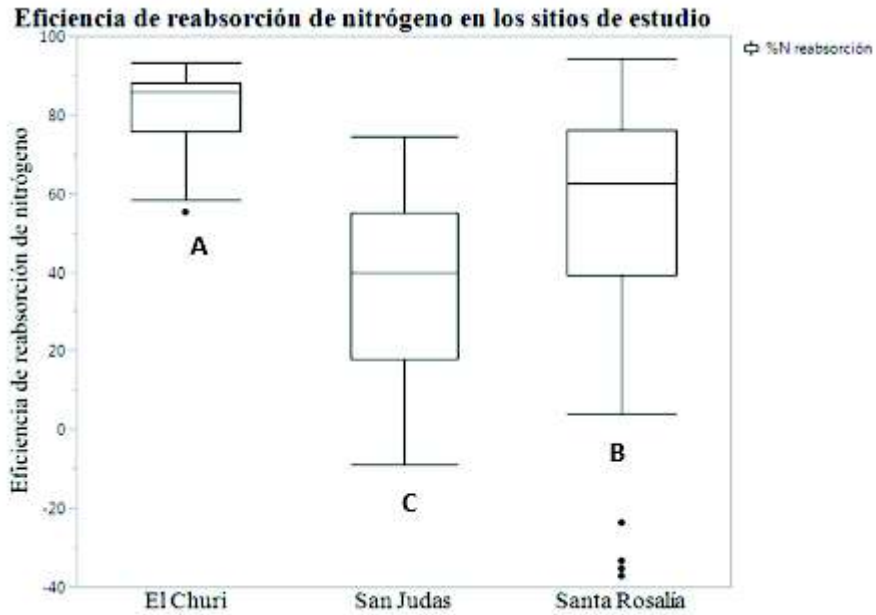 Eficiencia de reabsorción de nitrógeno en los sitios de estudio
%N reabsorción
Eficiencia de reabsorción de nitrógeno
100
80
60
40
20
0
-20
-40
A
C
B
El Churi
San Judas
Santa Rosalía